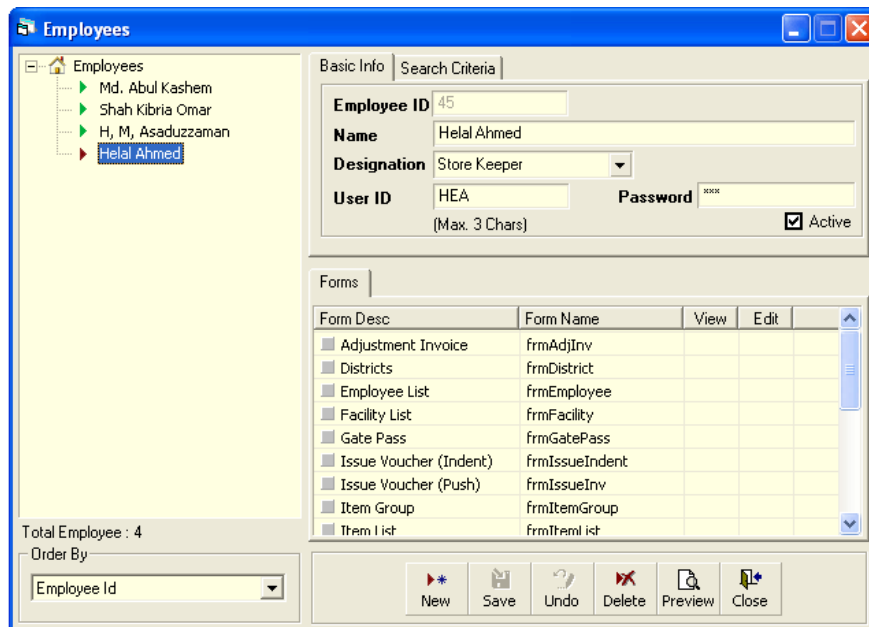 Employees
Employees
Md. Abul Kashem
Shah Kibria Omar
H, M, Asaduzzaman
Helal Ahmed
Total Employee : 4
Order By
Employee Id
Basic Info Search Criteria
Employee ID 45
Name Helal Ahmed
Designation Store Keeper
User ID HEA Password ***
(Max. 3 Chars) Active
Forms
Form Desc Form Name View Edit
Adjustment Invoice frmAdjInv
Districts frmDistrict
Employee List frmEmployee
Facility List frmFacility
Gate Pass frmGatePass
Issue Voucher (Indent) frmIssueIndent
Issue Voucher (Push) frmIssueInv
Item Group frmItemGroup
Item List frmItemList
New Save Undo Delete Preview Close